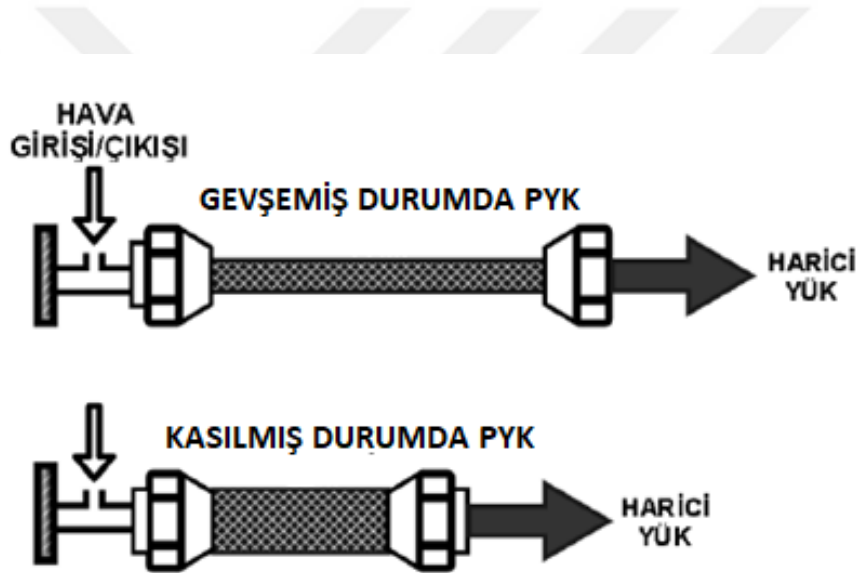 HAVA
GİRİŞİ/ÇIKIŞI
GEVŞEMİŞ DURUMDA PYK
HARİCİ
YÜK
KASILMIŞ DURUMDA PYK
HARİCİ
YÜK